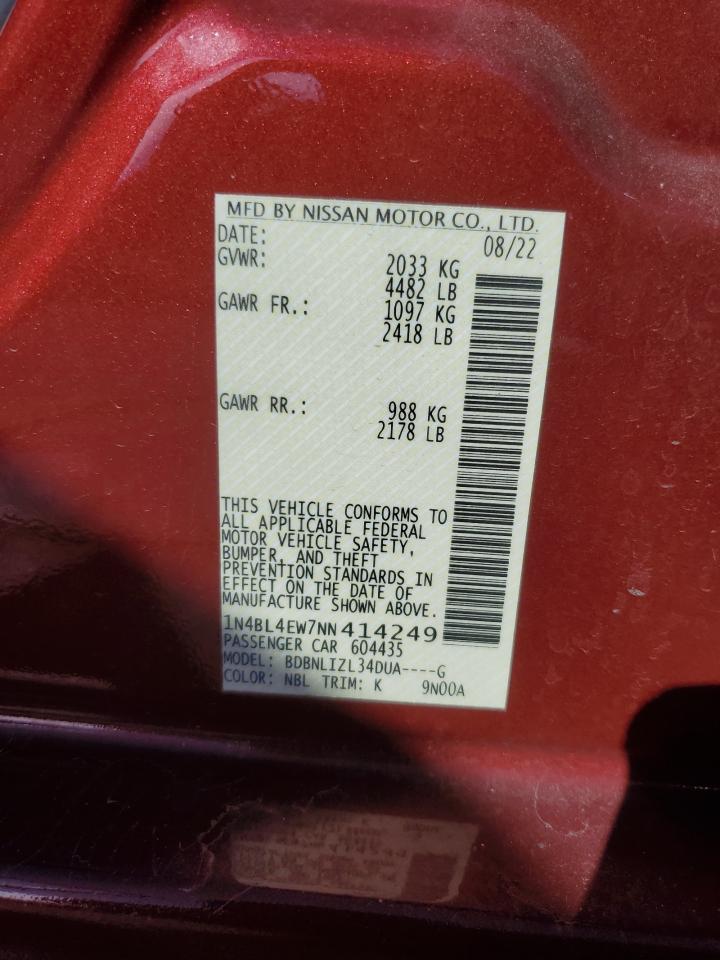 MFD BY NISSAN MOTOR CO., LTD.
DATE: 08/22
GVWR: 2033 KG
4482 LB
GAWR FR.: 1097 KG
2418 LB
GAWR RR.: 988 KG
2178 LB
THIS VEHICLE CONFORMS TO
ALL APPLICABLE FEDERAL
MOTOR VEHICLE SAFETY,
BUMPER, AND THEFT
PREVENTION STANDARDS IN
EFFECT ON THE DATE OF
MANUFACTURE SHOWN ABOVE.
1N4BL4EW7NN414249
PASSENGER CAR 604435
MODEL: BDBNLIZL34DUA----G
COLOR: NBL TRIM: K 9N00A